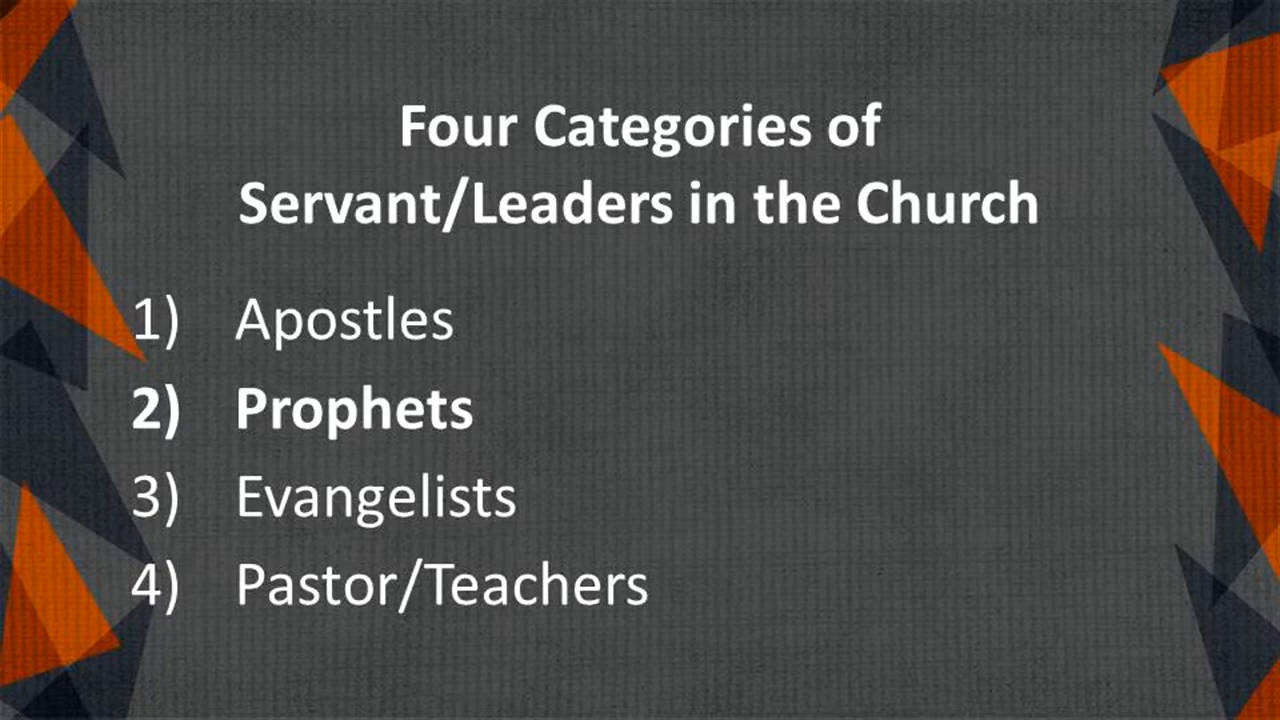 Four Categories of
Servant/Leaders in the Church
1) Apostles
2) Prophets
3) Evangelists
4) Pastor/Teachers